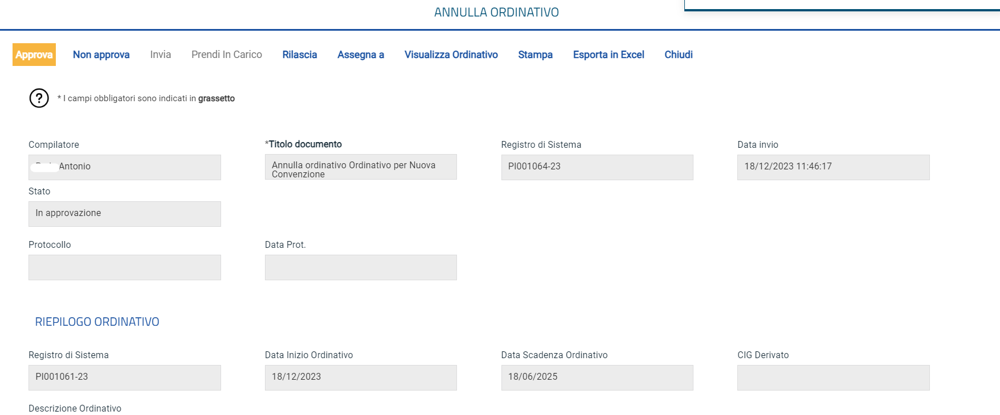 ANNULLA ORDINATIVO
Approva Non approva Invia Prendi In Carico Rilascia Assegna a Visualizza Ordinativo Stampa Esporta in Excel Chiudi
* I campi obbligatori sono indicati in grassetto
Compilatore *Titolo documento Registro di Sistema Data invio
Antonio Annulla ordinativo Ordinativo per Nuova PI001064-23 18/12/2023 11:46:17
Convenzione
Stato
In approvazione
Protocollo Data Prot.
RIEPILOGO ORDINATIVO
Registro di Sistema Data Inizio Ordinativo Data Scadenza Ordinativo CIG Derivato
PI001061-23 18/12/2023 18/06/2025
Descrizione Ordinativo